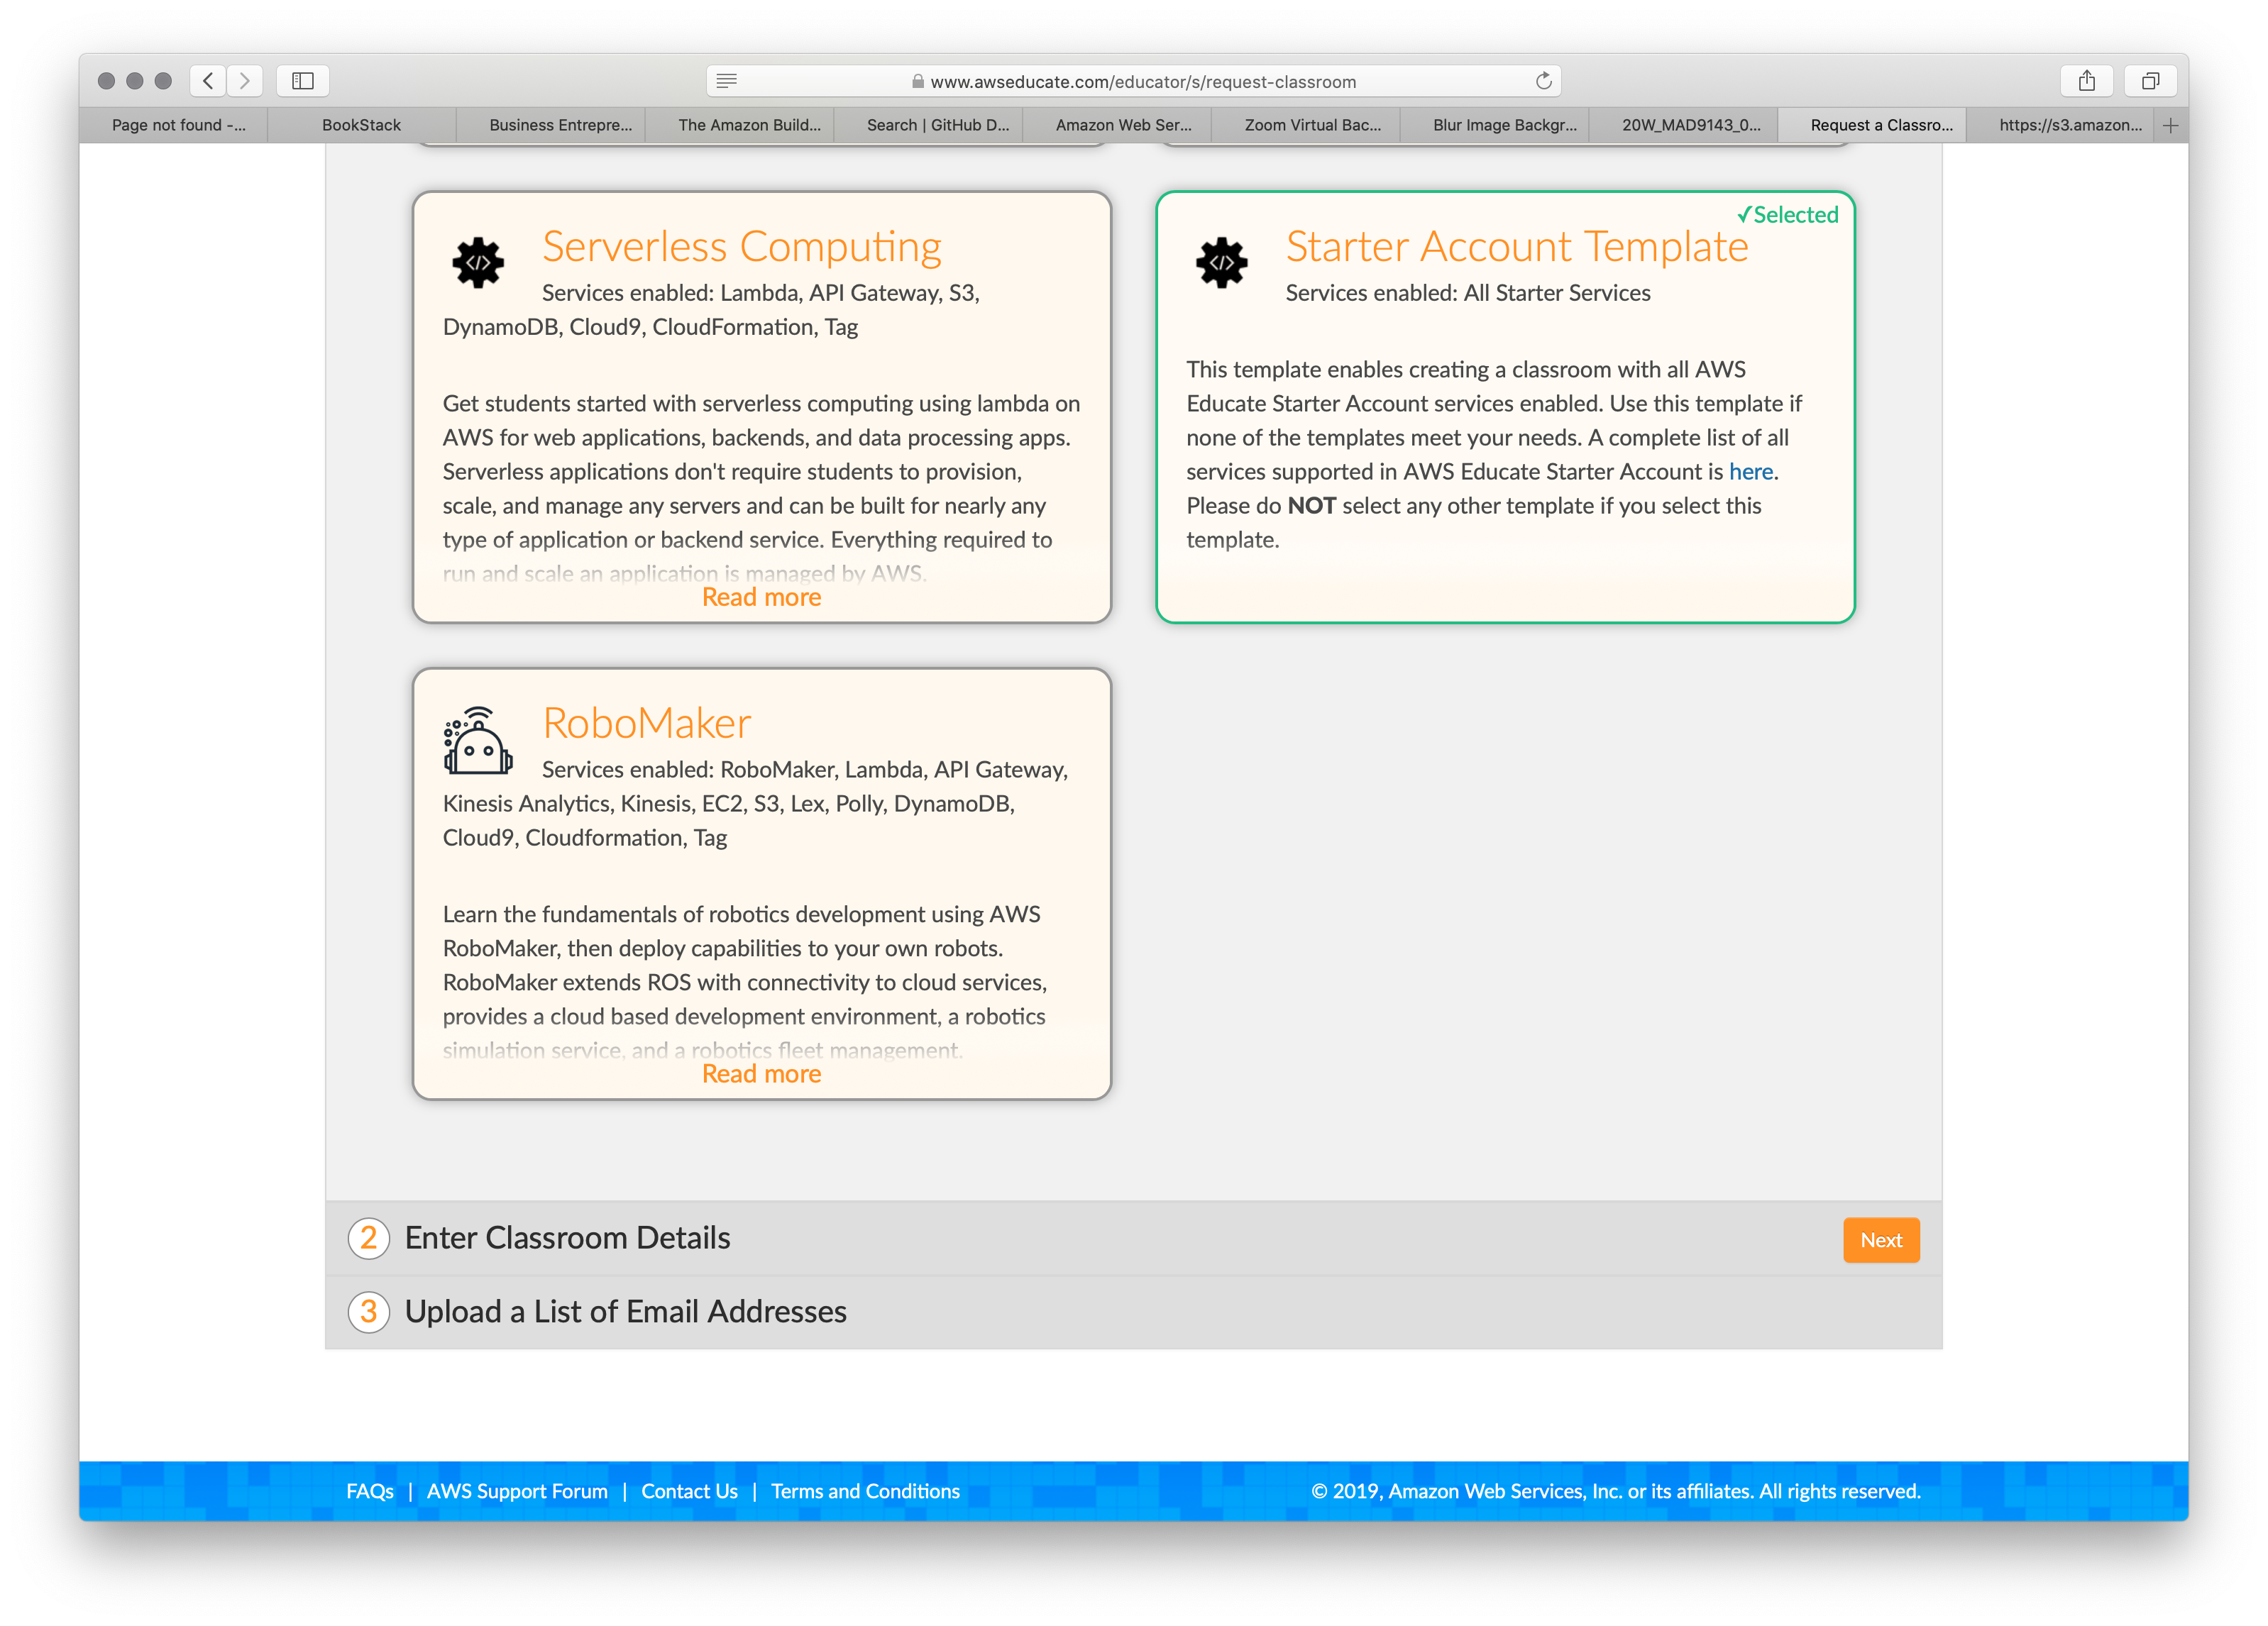 www.awseducate.com/educator/s/request-classroom
Page not found -...
BookStack
Business Entrepre...
The Amazon Build...
Search | GitHub D...
Amazon Web Ser...
Zoom Virtual Bac...
Blur Image Backgr...
20W_MAD9143_0...
Request a Classro...
https://s3.amazon...
Serverless Computing
Services enabled: Lambda, API Gateway, S3,
DynamoDB, Cloud9, CloudFormation, Tag
Get students started with serverless computing using lambda on
AWS for web applications, backends, and data processing apps.
Serverless applications don't require students to provision,
scale, and manage any servers and can be built for nearly any
type of application or backend service. Everything required to
run and scale an application is managed by AWS.
Read more
✓Selected
Starter Account Template
Services enabled: All Starter Services
This template enables creating a classroom with all AWS
Educate Starter Account services enabled. Use this template if
none of the templates meet your needs. A complete list of all
services supported in AWS Educate Starter Account is here.
Please do NOT select any other template if you select this
template.
RoboMaker
Services enabled: RoboMaker, Lambda, API Gateway,
Kinesis Analytics, Kinesis, EC2, S3, Lex, Polly, DynamoDB,
Cloud9, Cloudformation, Tag
Learn the fundamentals of robotics development using AWS
RoboMaker, then deploy capabilities to your own robots.
RoboMaker extends ROS with connectivity to cloud services,
provides a cloud based development environment, a robotics
simulation service, and a robotics fleet management.
Read more
2 Enter Classroom Details
Next
3 Upload a List of Email Addresses
FAQs | AWS Support Forum | Contact Us | Terms and Conditions
© 2019, Amazon Web Services, Inc. or its affiliates. All rights reserved.